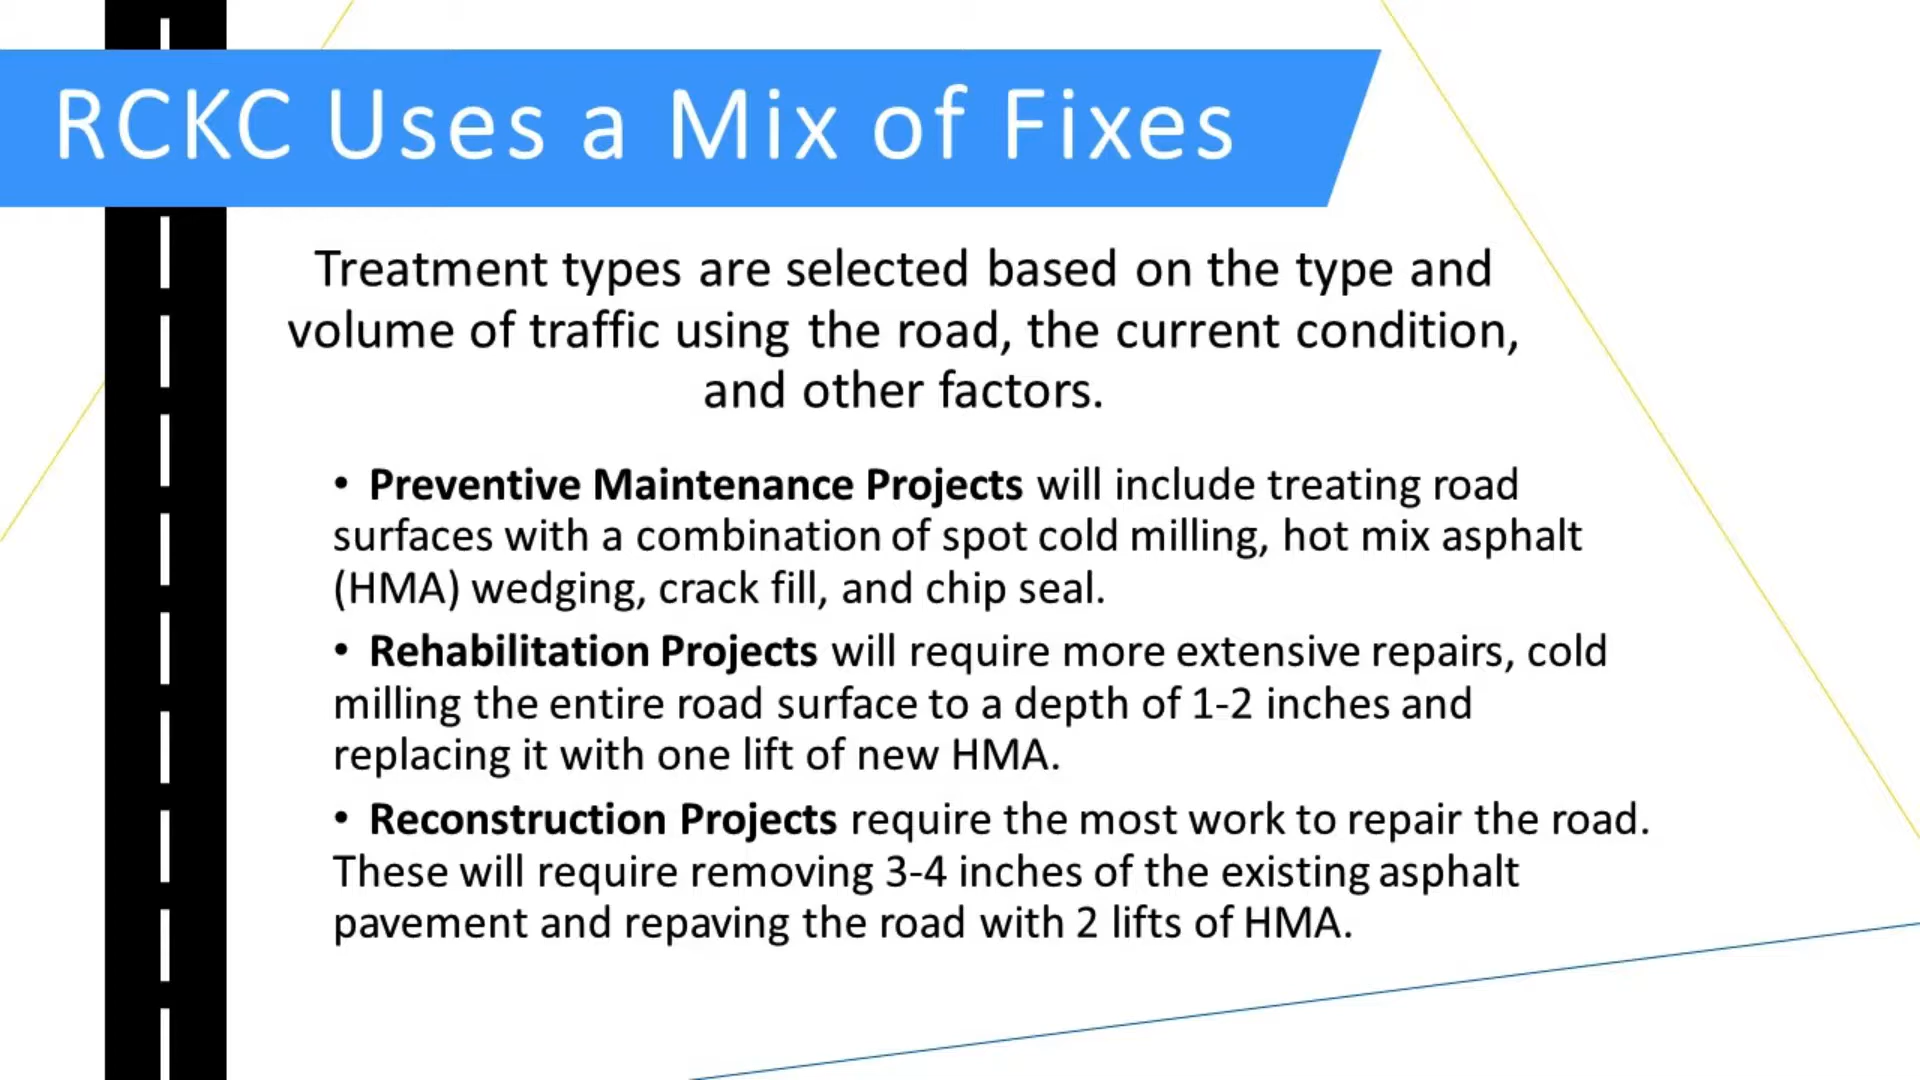 RCKC Uses a Mix of Fixes
Treatment types are selected based on the type and
volume of traffic using the road, the current condition,
and other factors.
• Preventive Maintenance Projects will include treating road
surfaces with a combination of spot cold milling, hot mix asphalt
(HMA) wedging, crack fill, and chip seal.
• Rehabilitation Projects will require more extensive repairs, cold
milling the entire road surface to a depth of 1-2 inches and
replacing it with one lift of new HMA.
• Reconstruction Projects require the most work to repair the road.
These will require removing 3-4 inches of the existing asphalt
pavement and repaving the road with 2 lifts of HMA.